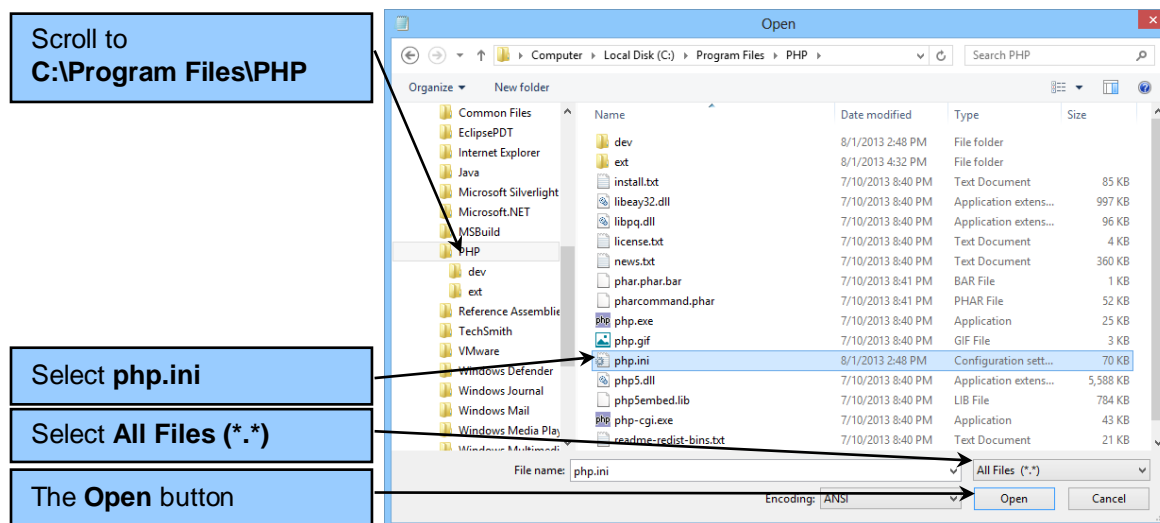 Scroll to
C:\Program Files\PHP
Select php.ini
Select All Files (*.*)
The Open button
Open
Computer Local Disk (C:) Program Files PHP
Search PHP
Organize New folder
Common Files
EclipsePDT
Internet Explorer
Java
Microsoft Silverlight
Microsoft.NET
MSBuild
PHP
dev
ext
Reference Assemblie
TechSmith
VMware
Windows Defender
Windows Journal
Windows Mail
Windows Media Play
Windows Multimedi
Name Date modified Type Size
dev 8/1/2013 2:48 PM File folder
ext 8/1/2013 4:32 PM File folder
install.txt 7/10/2013 8:40 PM Text Document 85 KB
libeay32.dll 7/10/2013 8:40 PM Application extens... 997 KB
libpq.dll 7/10/2013 8:40 PM Application extens... 96 KB
license.txt 7/10/2013 8:40 PM Text Document 4 KB
news.txt 7/10/2013 8:40 PM Text Document 360 KB
phar.phar.bar 7/10/2013 8:41 PM BAR File 1 KB
pharcommand.phar 7/10/2013 8:41 PM PHAR File 52 KB
php php.exe 7/10/2013 8:40 PM Application 25 KB
php.gif 7/10/2013 8:40 PM GIF File 3 KB
php.ini 8/1/2013 2:48 PM Configuration sett... 70 KB
php5.dll 7/10/2013 8:40 PM Application extens... 5,588 KB
php5embed.lib 7/10/2013 8:40 PM LIB File 784 KB
php php-cgi.exe 7/10/2013 8:40 PM Application 43 KB
readme-redist-bins.txt 7/10/2013 8:40 PM Text Document 21 KB
File name: php.ini All Files (*.*)
Encoding: ANSI Open Cancel